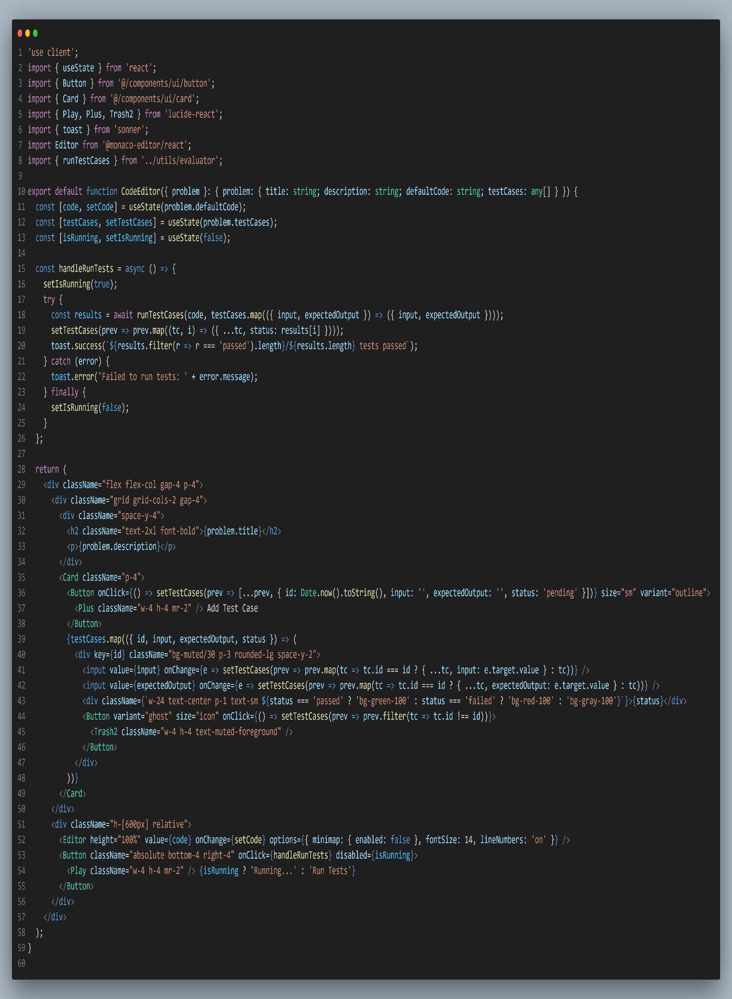 1 'use client';
2 import { useState } from 'react';
3 import { Button } from '@/components/ui/button';
4 import { Card } from '@/components/ui/card';
5 import { Play, Plus, Trash2 } from 'lucide-react';
6 import { toast } from 'sonner';
7 import Editor from '@monaco-editor/react';
8 import { runTestCases } from '../utils/evaluator';
9
10 export default function CodeEditor({ problem }: { problem: { title: string; description: string; defaultCode: string; testCases: any[] } }) {
11   const [code, setCode] = useState(problem.defaultCode);
12   const [testCases, setTestCases] = useState(problem.testCases);
13   const [isRunning, setIsRunning] = useState(false);
14
15   const handleRunTests = async () => {
16     setIsRunning(true);
17     try {
18       const results = await runTestCases(code, testCases.map(({ input, expectedOutput }) => ({ input, expectedOutput })));
19       setTestCases(prev => prev.map((tc, i) => ({ ...tc, status: results[i] })));
20       toast.success(`${results.filter(r => r === 'passed').length}/${results.length} tests passed`);
21     } catch (error) {
22       toast.error('Failed to run tests: ' + error.message);
23     } finally {
24       setIsRunning(false);
25     }
26   };
27
28   return (
29     <div className="flex flex-col gap-4 p-4">
30       <div className="grid grid-cols-2 gap-4">
31         <div className="space-y-4">
32           <h2 className="text-2xl font-bold">{problem.title}</h2>
33           <p>{problem.description}</p>
34         </div>
35         <Card className="p-4">
36           <Button onClick={() => setTestCases(prev => [...prev, { id: Date.now().toString(), input: '', expectedOutput: '', status: 'pending' }])} size="sm" variant="outline">
37             <Plus className="w-4 h-4 mr-2" /> Add Test Case
38           </Button>
39           {testCases.map(({ id, input, expectedOutput, status }) => (
40             <div key={id} className="bg-muted/30 p-3 rounded-lg space-y-2">
41               <input value={input} onChange={e => setTestCases(prev => prev.map(tc => tc.id === id ? { ...tc, input: e.target.value } : tc))} />
42               <input value={expectedOutput} onChange={e => setTestCases(prev => prev.map(tc => tc.id === id ? { ...tc, expectedOutput: e.target.value } : tc))} />
43               <div className={`w-24 text-center p-1 text-sm ${status === 'passed' ? 'bg-green-100' : status === 'failed' ? 'bg-red-100' : 'bg-gray-100'}`}>{status}</div>
44               <Button variant="ghost" size="icon" onClick={() => setTestCases(prev => prev.filter(tc => tc.id !== id))}>
45                 <Trash2 className="w-4 h-4 text-muted-foreground" />
46               </Button>
47             </div>
48           ))}
49         </Card>
50       </div>
51       <div className="h-[600px] relative">
52         <Editor height="100%" value={code} onChange={setCode} options={{ minimap: { enabled: false }, fontSize: 14, lineNumbers: 'on' }} />
53         <Button className="absolute bottom-4 right-4" onClick={handleRunTests} disabled={isRunning}>
54           <Play className="w-4 h-4 mr-2" /> {isRunning ? 'Running...' : 'Run Tests'}
55         </Button>
56       </div>
57     </div>
58   );
59 }
60